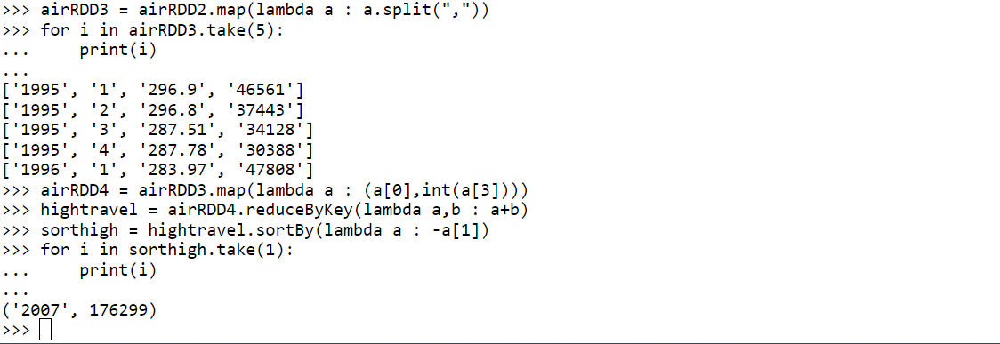 >>> airRDD3 = airRDD2.map(lambda a : a.split(","))
>>> for i in airRDD3.take(5):
...     print(i)
...
['1995', '1', '296.9', '46561']
['1995', '2', '296.8', '37443']
['1995', '3', '287.51', '34128']
['1995', '4', '287.78', '30388']
['1996', '1', '283.97', '47808']
>>> airRDD4 = airRDD3.map(lambda a : (a[0],int(a[3])))
>>> hightravel = airRDD4.reduceByKey(lambda a,b : a+b)
>>> sorthigh = hightravel.sortBy(lambda a : -a[1])
>>> for i in sorthigh.take(1):
...     print(i)
...
('2007', 176299)
>>>